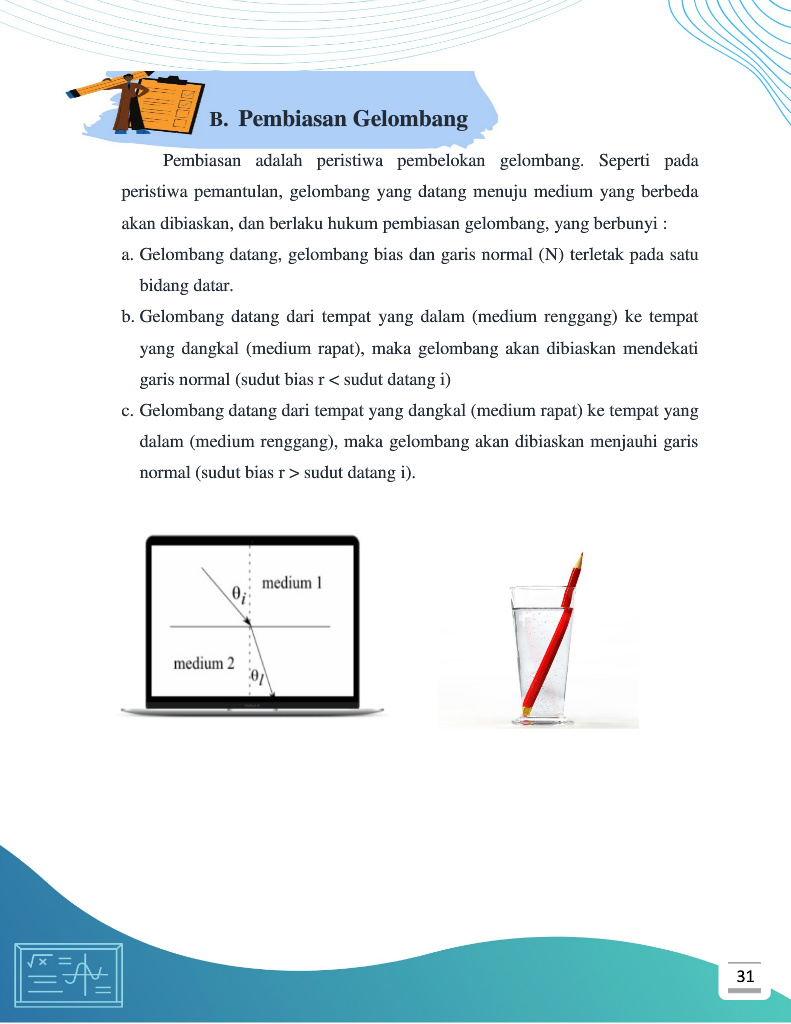 B. Pembiasan Gelombang
Pembiasan adalah peristiwa pembelokan gelombang. Seperti pada
peristiwa pemantulan, gelombang yang datang menuju medium yang berbeda
akan dibiaskan, dan berlaku hukum pembiasan gelombang, yang berbunyi :
a. Gelombang datang, gelombang bias dan garis normal (N) terletak pada satu
bidang datar.
b. Gelombang datang dari tempat yang dalam (medium renggang) ke tempat
yang dangkal (medium rapat), maka gelombang akan dibiaskan mendekati
garis normal (sudut bias r < sudut datang i)
c. Gelombang datang dari tempat yang dangkal (medium rapat) ke tempat yang
dalam (medium renggang), maka gelombang akan dibiaskan menjauhi garis
normal (sudut bias r > sudut datang i).
medium 1
θi
medium 2
θl
√x
31